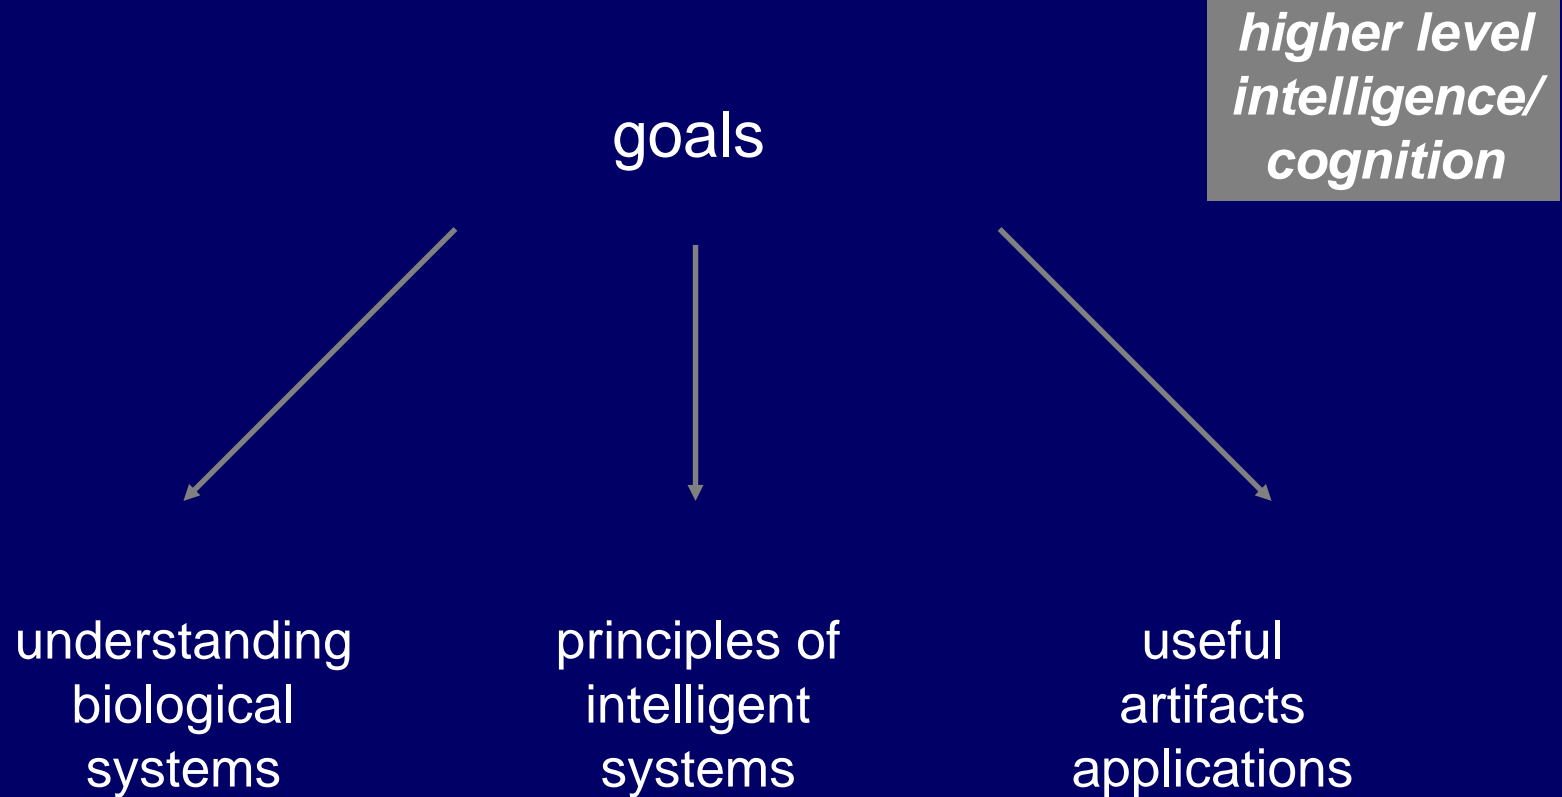 higher level
intelligence/
cognition
goals
understanding
biological
systems
principles of
intelligent
systems
useful
artifacts
applications